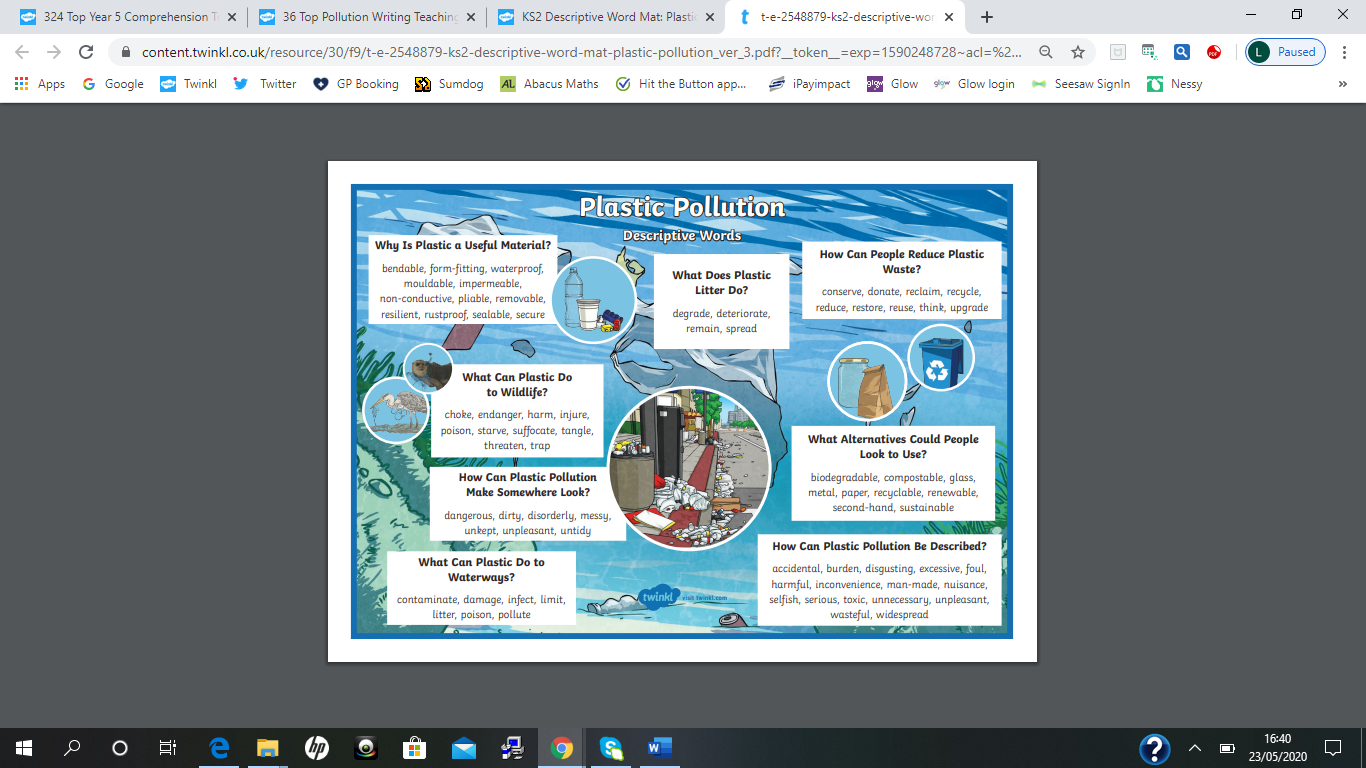 324 Top Year 5 Comprehension T
36 Top Pollution Writing Teaching
KS2 Descriptive Word Mat: Plasti
t-e-2548879-ks2-descriptive-wor
content.twinkl.co.uk/resource/30/f9/t-e-2548879-ks2-descriptive-word-mat-plastic-pollution_ver_3.pdf?__token__=exp=1590248728~acl=%2...
L Paused
Apps
Google
Twinkl
Twitter
GP Booking
Sumdog
AL Abacus Maths
Hit the Button app...
iPayimpact
glow Glow
glow Glow login
Seesaw SignIn
Nessy
Plastic Pollution
Descriptive Words
Why Is Plastic a Useful Material?
bendable, form-fitting, waterproof,
mouldable, impermeable,
non-conductive, pliable, removable,
resilient, rustproof, sealable, secure
What Does Plastic
Litter Do?
degrade, deteriorate,
remain, spread
How Can People Reduce Plastic
Waste?
conserve, donate, reclaim, recycle,
reduce, restore, reuse, think, upgrade
What Can Plastic Do
to Wildlife?
choke, endanger, harm, injure,
poison, starve, suffocate, tangle,
threaten, trap
How Can Plastic Pollution
Make Somewhere Look?
dangerous, dirty, disorderly, messy,
unkept, unpleasant, untidy
What Alternatives Could People
Look to Use?
biodegradable, compostable, glass,
metal, paper, recyclable, renewable,
second-hand, sustainable
What Can Plastic Do to
Waterways?
contaminate, damage, infect, limit,
litter, poison, pollute
How Can Plastic Pollution Be Described?
accidental, burden, disgusting, excessive, foul,
harmful, inconvenience, man-made, nuisance,
selfish, serious, toxic, unnecessary, unpleasant,
wasteful, widespread
twinkl visit twinkl.com
16:40
23/05/2020